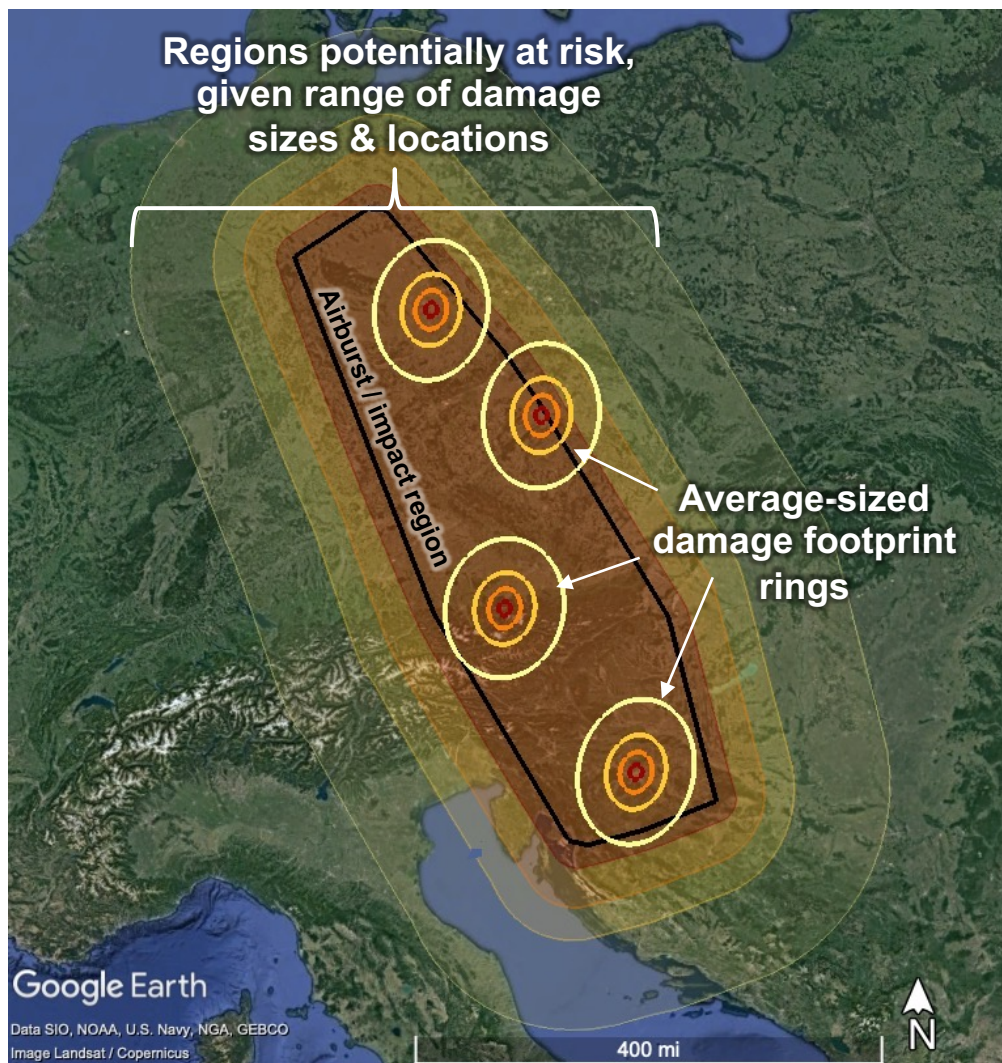 Regions potentially at risk,
given range of damage
sizes & locations
Airburst / impact region
Average-sized
damage footprint
rings
Google Earth
Data SIO, NOAA, U.S. Navy, NGA, GEBCO
Image Landsat / Copernicus
400 mi
N